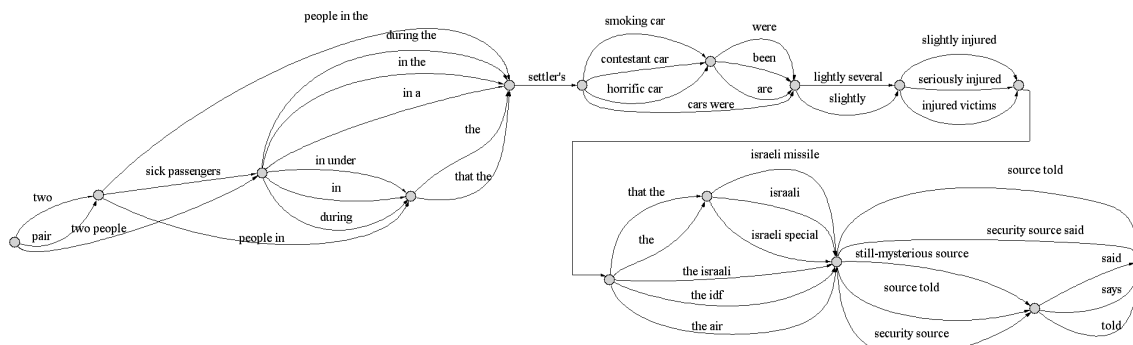 people in the
during the
in the
in a
sick passengers
two
pair
two people
in under
in
during
people in
the
that the
settler's
smoking car
contestant car
horrific car
cars were
were
been
are
lightly several
slightly
slightly injured
seriously injured
injured victims
that the
the
the israali
the idf
the air
israeli missile
israali
israeli special
source told
security source said
still-mysterious source
source told
security source
said
says
told